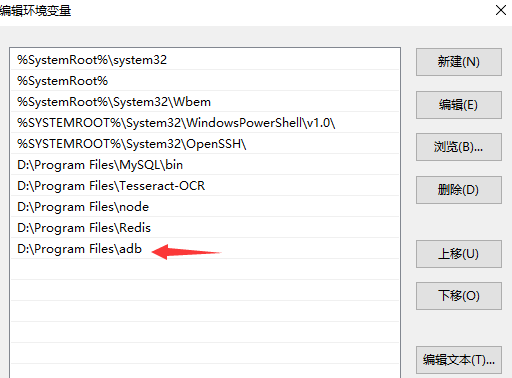 编辑环境变量
%SystemRoot%\system32
%SystemRoot%
%SystemRoot%\System32\Wbem
%SYSTEMROOT%\System32\WindowsPowerShell\v1.0\
%SYSTEMROOT%\System32\OpenSSH\
D:\Program Files\MySQL\bin
D:\Program Files\Tesseract-OCR
D:\Program Files\node
D:\Program Files\Redis
D:\Program Files\adb
新建(N)
编辑(E)
浏览(B)...
删除(D)
上移(U)
下移(O)
编辑文本(T)...